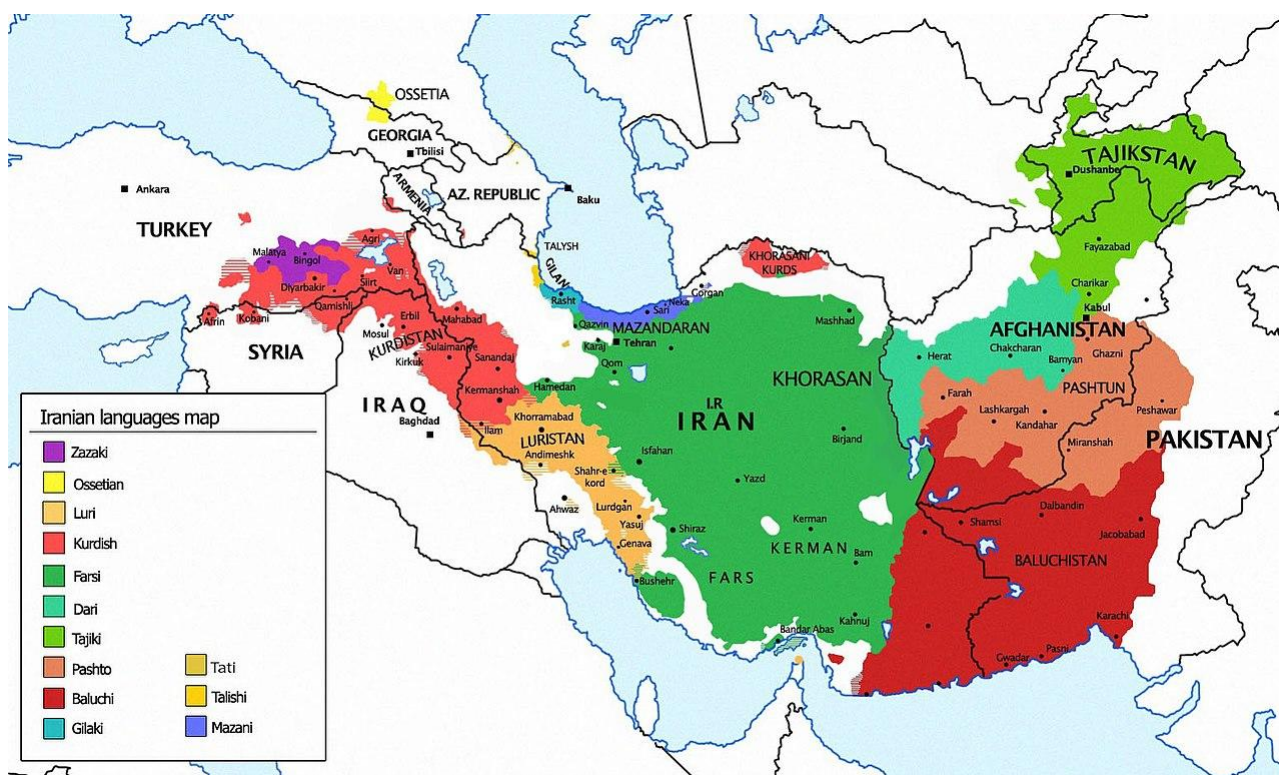 OSSETIA
GEORGIA
Tbilisi
ARMENIA
AZ. REPUBLIC
Baku
Ankara
TURKEY
TALYSH
GILAN
Rasht
Malatya
Bingol
Agri
Van
Diyarbakir
Siirt
Qamishli
Afrin
Kobani
SYRIA
Mosul
Erbil
KURDISTAN
Kirkuk
Sulaimaniye
Mahabad
Sanandaj
Kermanshah
IRAQ
Baghdad
Ilam
Khorramabad
LURISTAN
Andimeshk
Ahwaz
Shahr-e
kord
Lurdgan
Yasuj
Genava
Bushehr
Hamedan
Qazvin
Karaj
Tehran
Qom
MAZANDARAN
Sari
Neka
Gorgan
KHORASANI
KURDS
Mashhad
KHORASAN
I.R
IRAN
Birjand
Isfahan
Yazd
Shiraz
Kerman
KERMAN
Bam
FARS
Kahnuj
Bandar Abas
TAJIKSTAN
Dushanbe
Fayazabad
Charikar
Kabul
AFGHANISTAN
Herat
Chakcharan
Bamyan
Ghazni
PASHTUN
Farah
Lashkargah
Kandahar
Peshawar
Miranshah
PAKISTAN
Dalbandin
Shamsi
Jacobabad
BALUCHISTAN
Karachi
Pasni
Gwadar
Iranian languages map
Zazaki
Ossetian
Luri
Kurdish
Farsi
Dari
Tajiki
Pashto
Baluchi
Gilaki
Tati
Talishi
Mazani